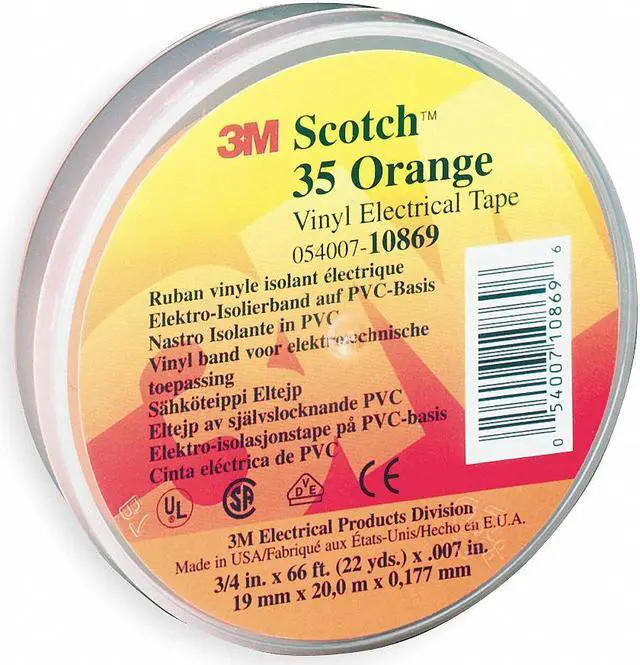 3M Scotch™
35 Orange
Vinyl Electrical Tape
054007-10869
Ruban vinyle isolant électrique
Elektro-Isolierband auf PVC-Basis
Nastro Isolante in PVC
Vinyl band voor elektrotechnische
toepassing
Sähköteippi Eltejp
Eltejp av självslocknande PVC
Elektro-isolasjonstape på PVC-basis
Cinta eléctrica de PVC
UL SA VDE CE
3M Electrical Products Division
Made in USA/Fabriqué aux États-Unis/Hecho en E.U.A.
3/4 in. x 66 ft. (22 yds.) x .007 in.
19 mm x 20,0 m x 0,177 mm
0 54007 10869 6